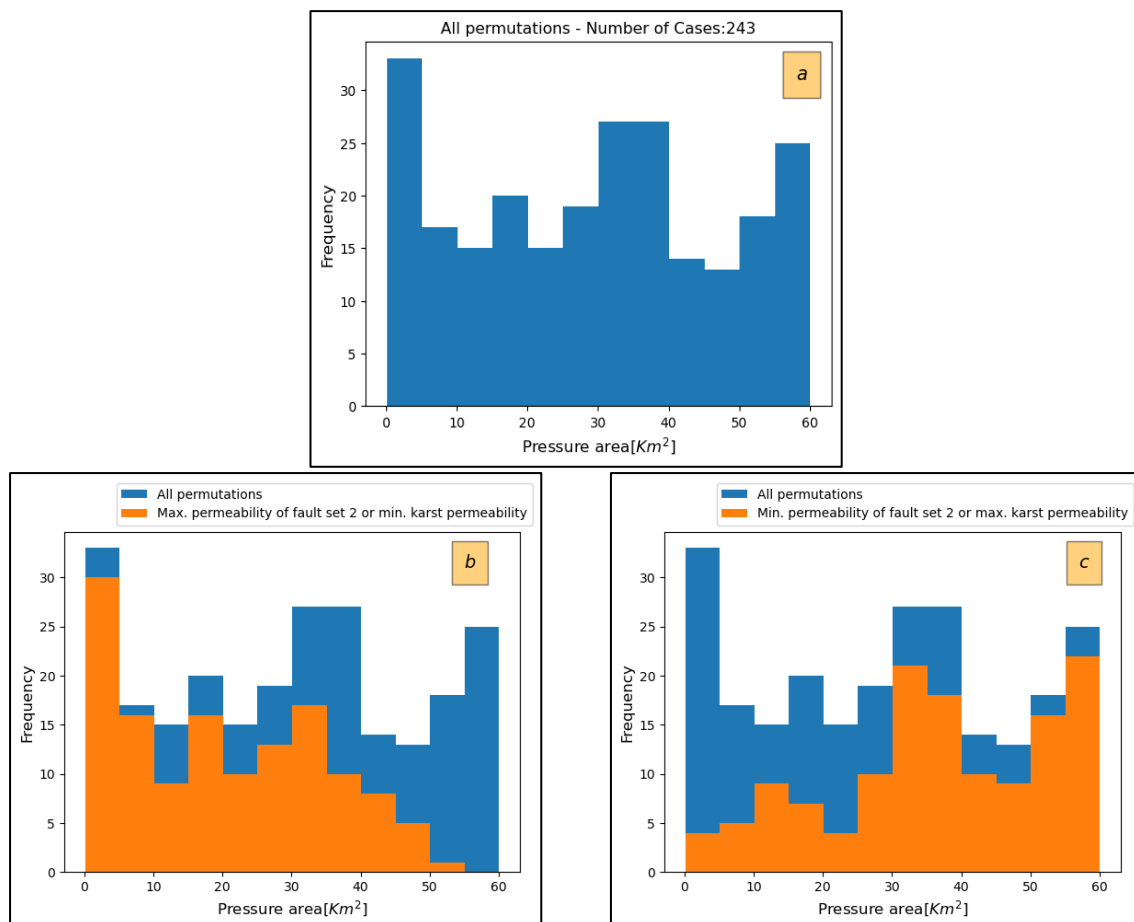 All permutations - Number of Cases:243
a
30
25
20
15
10
5
0
Frequency
0 10 20 30 40 50 60
Pressure area[Km²]
All permutations
Max. permeability of fault set 2 or min. karst permeability
b
30
25
20
15
10
5
0
Frequency
0 10 20 30 40 50 60
Pressure area[Km²]
All permutations
Min. permeability of fault set 2 or max. karst permeability
c
30
25
20
15
10
5
0
Frequency
0 10 20 30 40 50 60
Pressure area[Km²]